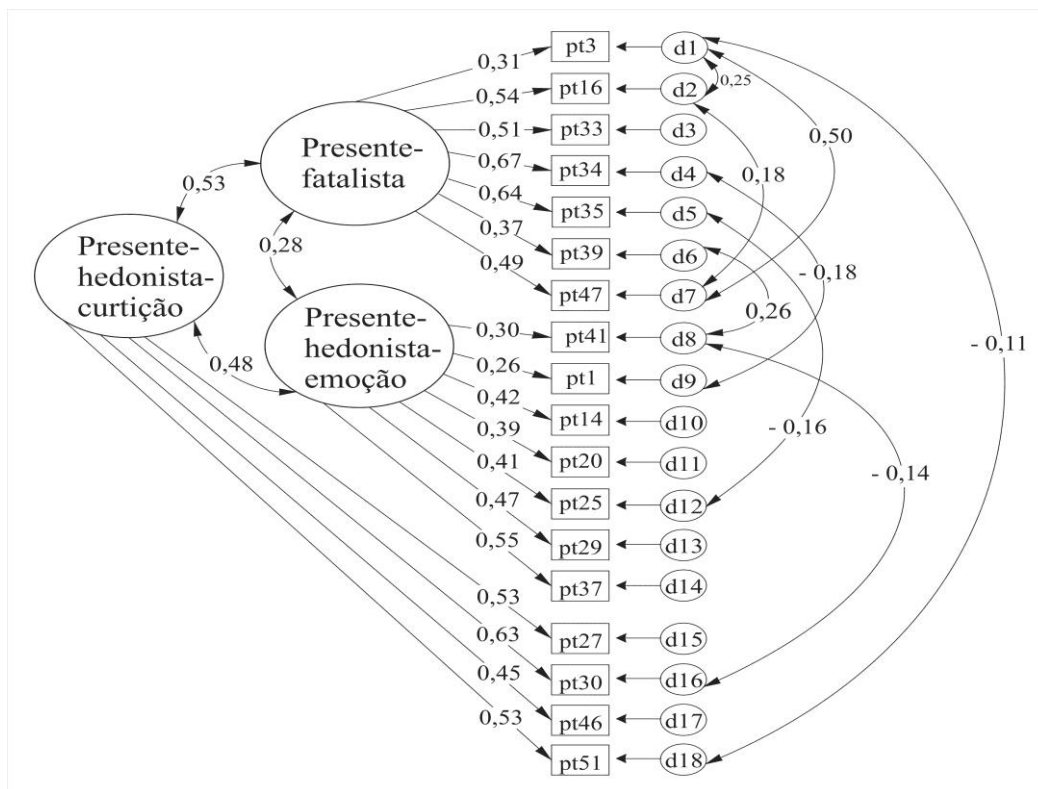 0,31
pt3
d1
0,54
pt16
d2
0,25
0,51
pt33
d3
0,50
Presente-
fatalista
0,67
pt34
d4
0,18
0,53
0,64
pt35
d5
0,37
pt39
d6
0,28
0,49
pt47
d7
- 0,18
Presente-
hedonista-
curtição
Presente-
hedonista-
emoção
0,30
pt41
d8
0,26
- 0,11
0,48
0,26
pt1
d9
0,42
pt14
d10
- 0,16
0,39
pt20
d11
0,41
pt25
d12
- 0,14
0,47
pt29
d13
0,55
pt37
d14
0,53
pt27
d15
0,63
pt30
d16
0,45
pt46
d17
0,53
pt51
d18